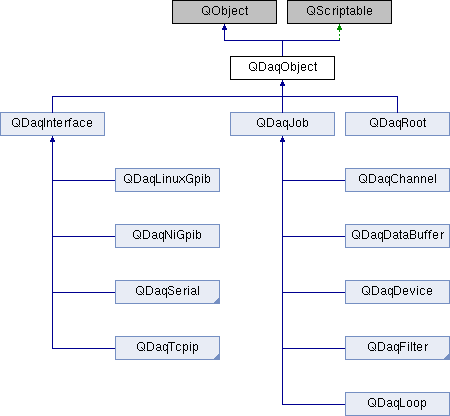 QObject
QScriptable
QDaqObject
QDaqInterface
QDaqJob
QDaqRoot
QDaqLinuxGpib
QDaqChannel
QDaqNiGpib
QDaqDataBuffer
QDaqSerial
QDaqDevice
QDaqTcpip
QDaqFilter
QDaqLoop